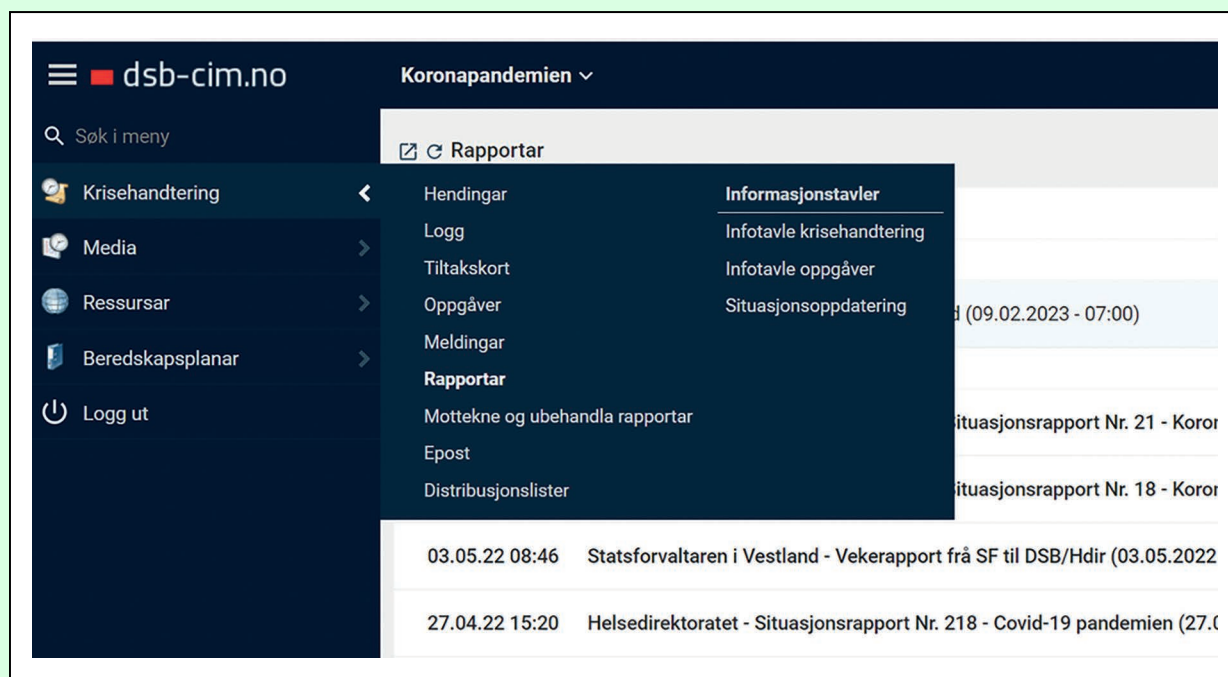 dsb-cim.no
Koronapandemien
Søk i meny
Rapportar
Krisehandtering
Media
Ressursar
Beredskapsplanar
Logg ut
Hendingar
Logg
Tiltakskort
Oppgåver
Meldingar
Rapportar
Mottekne og ubehandla rapportar
Epost
Distribusjonslister
Informasjonstavler
Infotavle krisehandtering
Infotavle oppgåver
Situasjonsoppdatering
(09.02.2023 - 07:00)
ituasjonsrapport Nr. 21 - Koror
ituasjonsrapport Nr. 18 - Koror
03.05.22 08:46 Statsforvaltaren i Vestland - Vekerapport frå SF til DSB/Hdir (03.05.2022
27.04.22 15:20 Helsedirektoratet - Situasjonsrapport Nr. 218 - Covid-19 pandemien (27.0